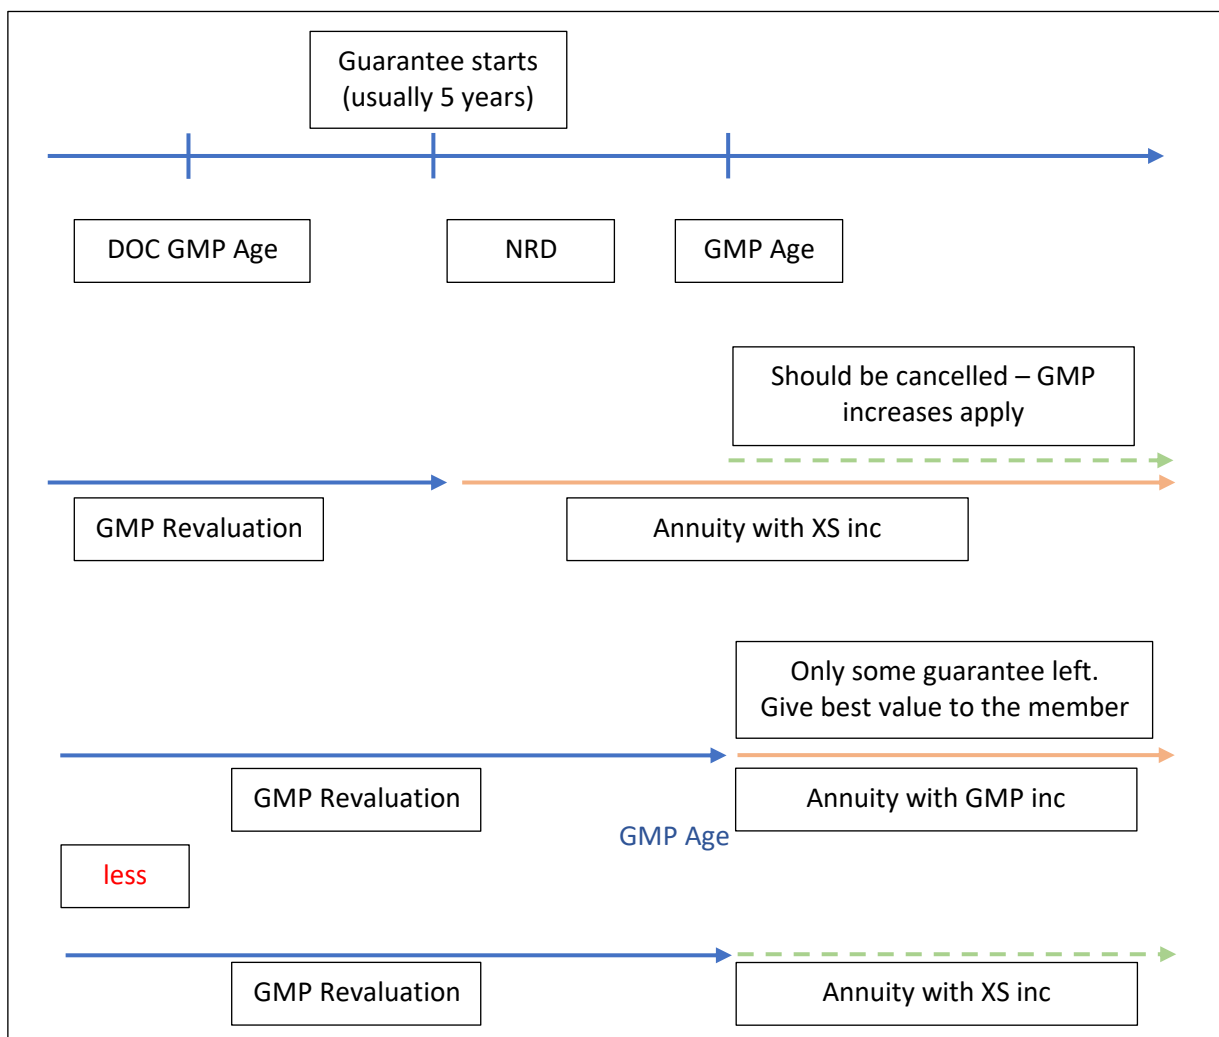 Guarantee starts
(usually 5 years)
DOC GMP Age
NRD
GMP Age
Should be cancelled – GMP
increases apply
GMP Revaluation
Annuity with XS inc
Only some guarantee left.
Give best value to the member
GMP Revaluation
Annuity with GMP inc
GMP Age
less
GMP Revaluation
Annuity with XS inc